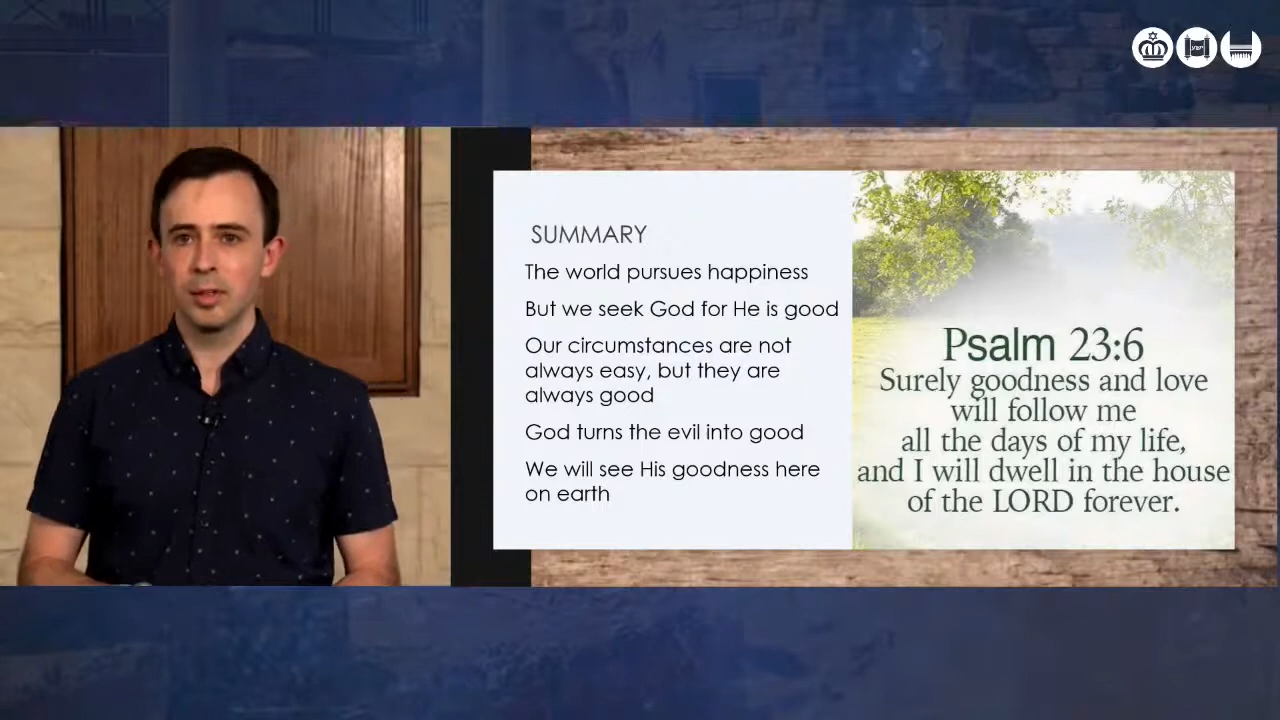 SUMMARY
The world pursues happiness
But we seek God for He is good
Our circumstances are not
always easy, but they are
always good
God turns the evil into good
We will see His goodness here
on earth
Psalm 23:6
Surely goodness and love
will follow me
all the days of my life,
and I will dwell in the house
of the LORD forever.